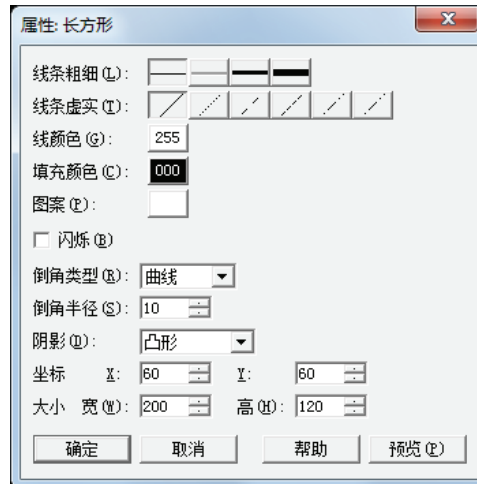 属性: 长方形
线条粗细(L):
线条虚实(T):
线颜色(G): 255
填充颜色(C): 000
图案(P):
闪烁(B)
倒角类型(R): 曲线
倒角半径(S): 10
阴影(D): 凸形
坐标 X: 60 Y: 60
大小 宽(W): 200 高(H): 120
确定 取消 帮助 预览(P)